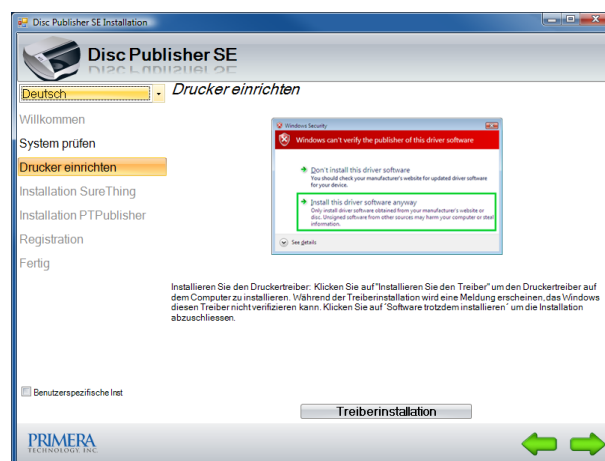 Disc Publisher SE Installation
Disc Publisher SE
Deutsch
Drucker einrichten
Willkommen
System prüfen
Drucker einrichten
Installation SureThing
Installation PTPublisher
Registration
Fertig
Windows Security
Windows can't verify the publisher of this driver software
Don't install this driver software
You should check your manufacturer's website for updated driver software
for your device.
Install this driver software anyway
Only install driver software obtained from your manufacturer's website or
disc. Unsigned software from other sources may harm your computer or steal
information.
See details
Installieren Sie den Druckertreiber: Klicken Sie auf "Installieren Sie den Treiber" um den Druckertreiber auf
dem Computer zu installieren. Während der Treiberinstallation wird eine Meldung erscheinen, das Windows
diesen Treiber nicht verifizieren kann. Klicken Sie auf ´Software trotzdem installieren´ um die Installation
abzuschliessen.
Benutzerspezifische Inst
Treiberinstallation
PRIMERA
TECHNOLOGY, INC.